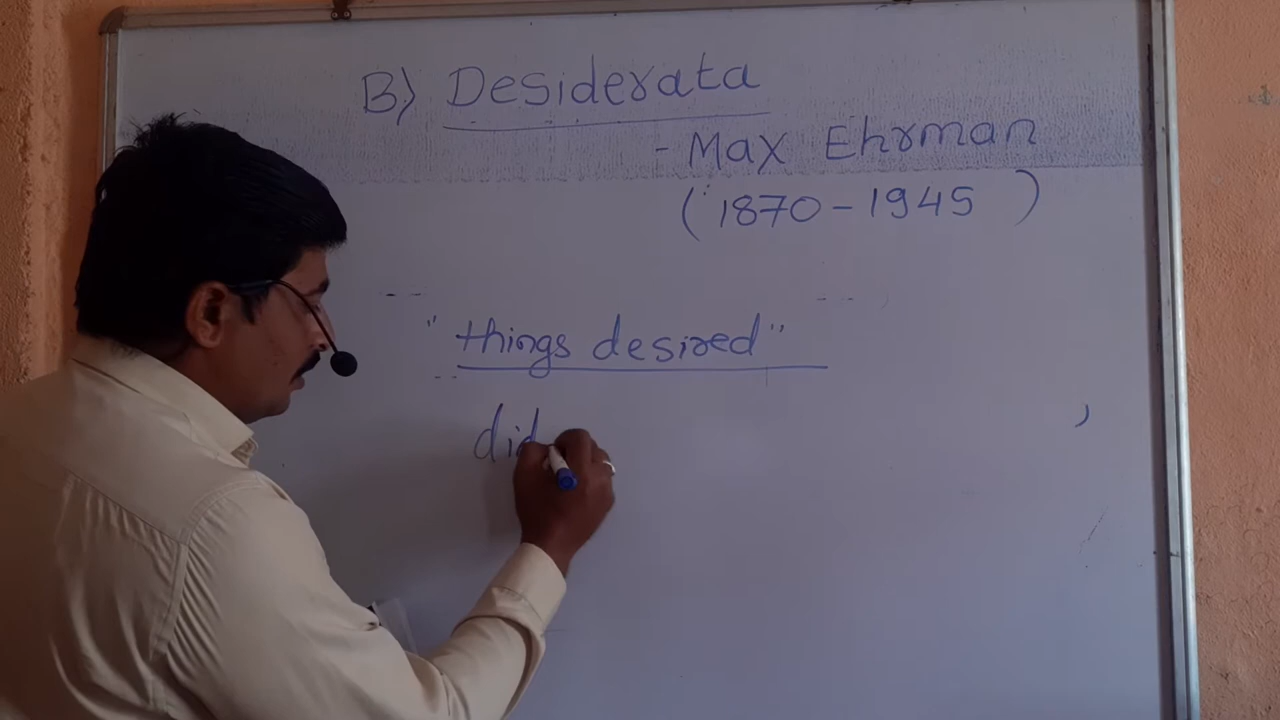 B) Desiderata
- Max Ehrman
(1870-1945 )
"things desired"
did